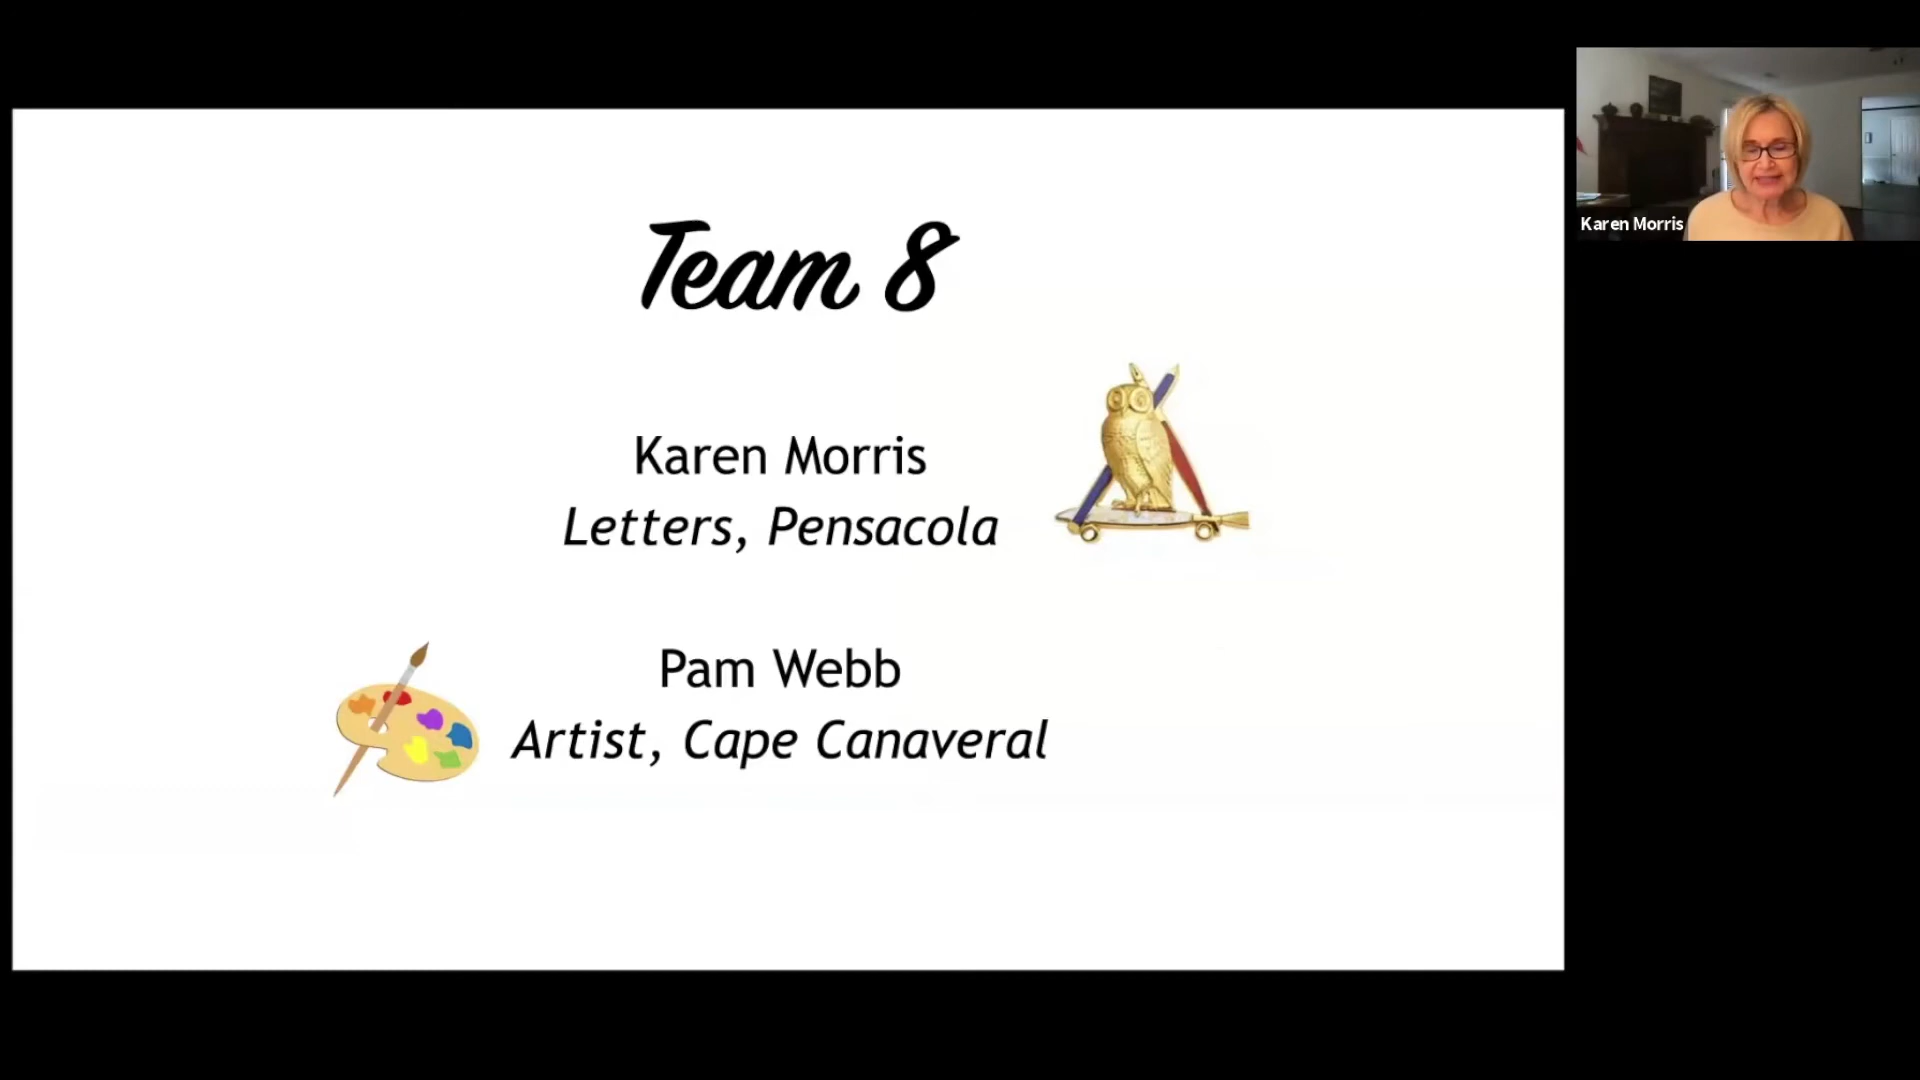 Team 8
Karen Morris
Letters, Pensacola
Pam Webb
Artist, Cape Canaveral
Karen Morris